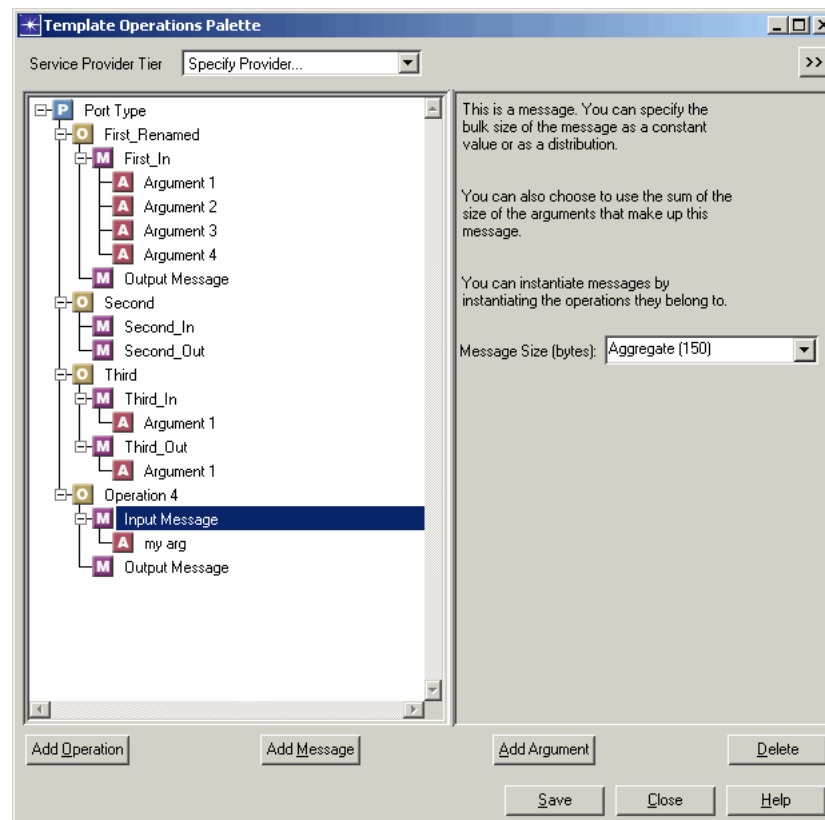 Template Operations Palette
Service Provider Tier
Specify Provider...
>>
P Port Type
O First_Renamed
M First_In
A Argument 1
A Argument 2
A Argument 3
A Argument 4
M Output Message
O Second
M Second_In
M Second_Out
O Third
M Third_In
A Argument 1
M Third_Out
A Argument 1
O Operation 4
M Input Message
A my arg
M Output Message
This is a message. You can specify the
bulk size of the message as a constant
value or as a distribution.
You can also choose to use the sum of the
size of the arguments that make up this
message.
You can instantiate messages by
instantiating the operations they belong to.
Message Size (bytes): Aggregate (150)
Add Operation
Add Message
Add Argument
Delete
Save
Close
Help